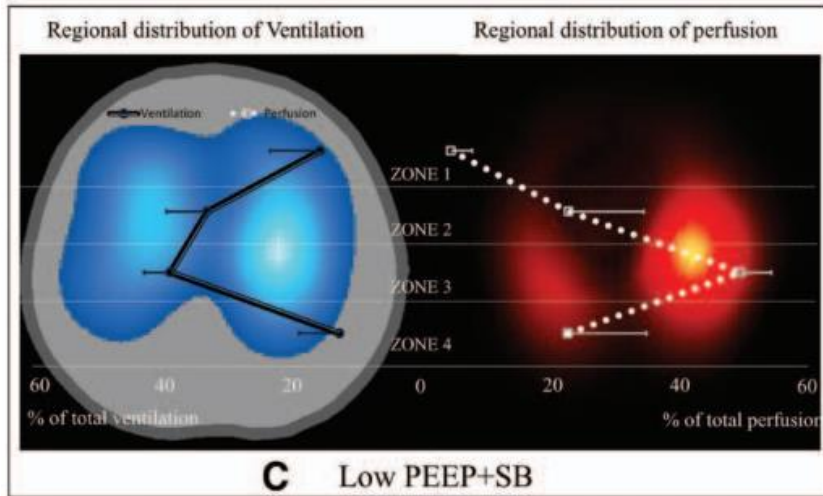 Regional distribution of Ventilation
Regional distribution of perfusion
Ventilation
Perfusion
ZONE 1
ZONE 2
ZONE 3
ZONE 4
60 40 20 0 20 40 60
% of total ventilation
% of total perfusion
C Low PEEP+SB